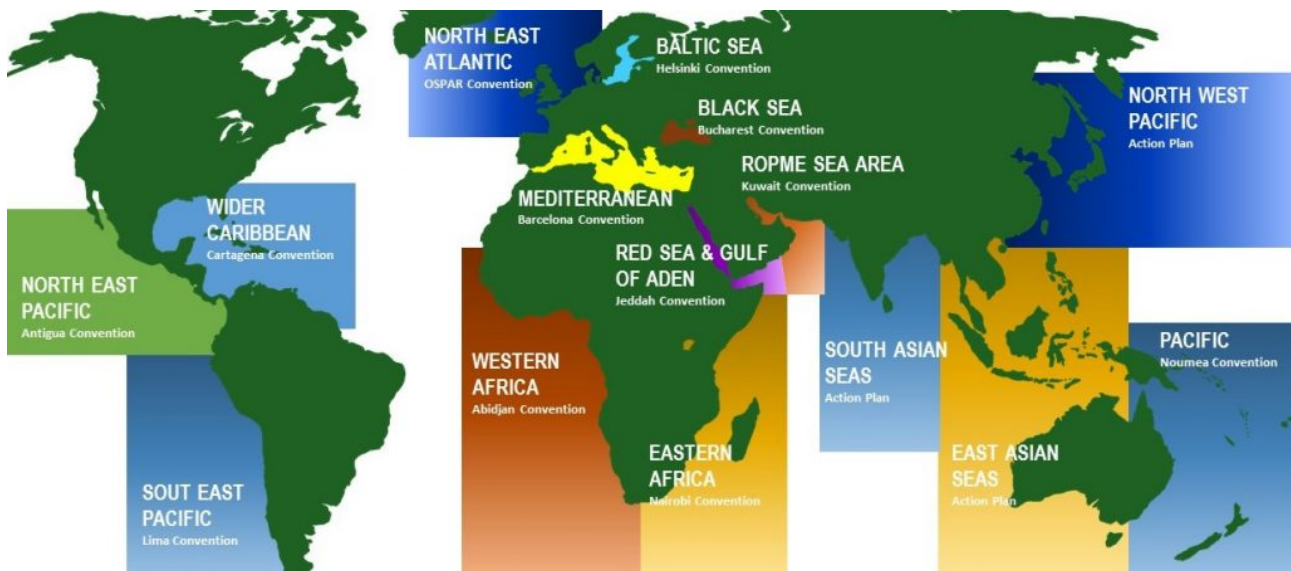 NORTH EAST
ATLANTIC
OSPAR Convention
BALTIC SEA
Helsinki Convention
BLACK SEA
Bucharest Convention
NORTH WEST
PACIFIC
Action Plan
ROPME SEA AREA
Kuwait Convention
MEDITERRANEAN
Barcelona Convention
WIDER
CARIBBEAN
Cartagena Convention
RED SEA & GULF
OF ADEN
Jeddah Convention
NORTH EAST
PACIFIC
Antigua Convention
WESTERN
AFRICA
Abidjan Convention
SOUTH ASIAN
SEAS
Action Plan
PACIFIC
Noumea Convention
EASTERN
AFRICA
Nairobi Convention
EAST ASIAN
SEAS
Action Plan
SOUT EAST
PACIFIC
Lima Convention